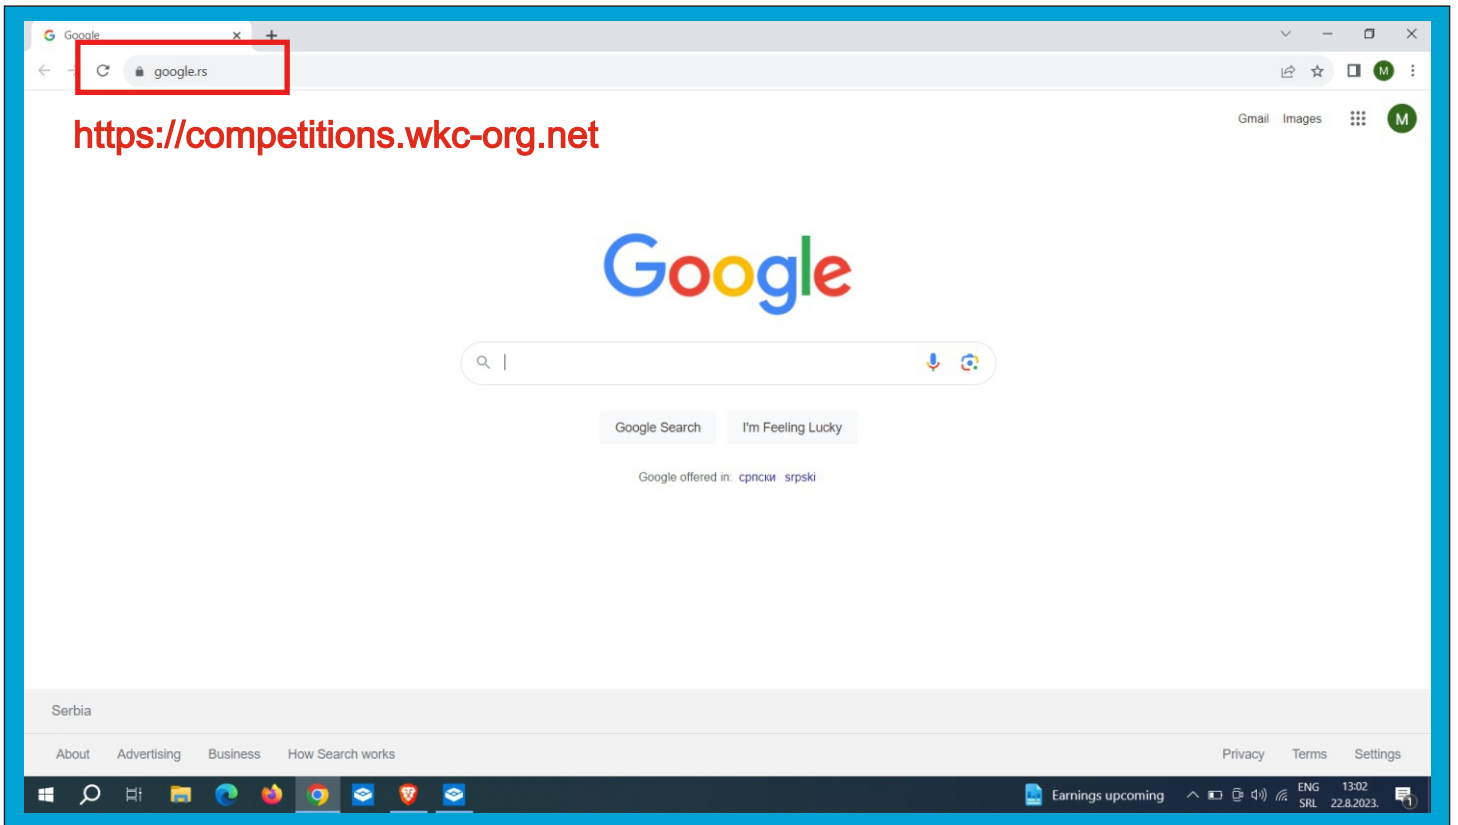 Google
google.rs
https://competitions.wkc-org.net
Gmail Images
M
M
Google
Google Search I'm Feeling Lucky
Google offered in: српски srpski
Serbia
About Advertising Business How Search works Privacy Terms Settings
Earnings upcoming ENG 13:02
SRL 22.8.2023. 1